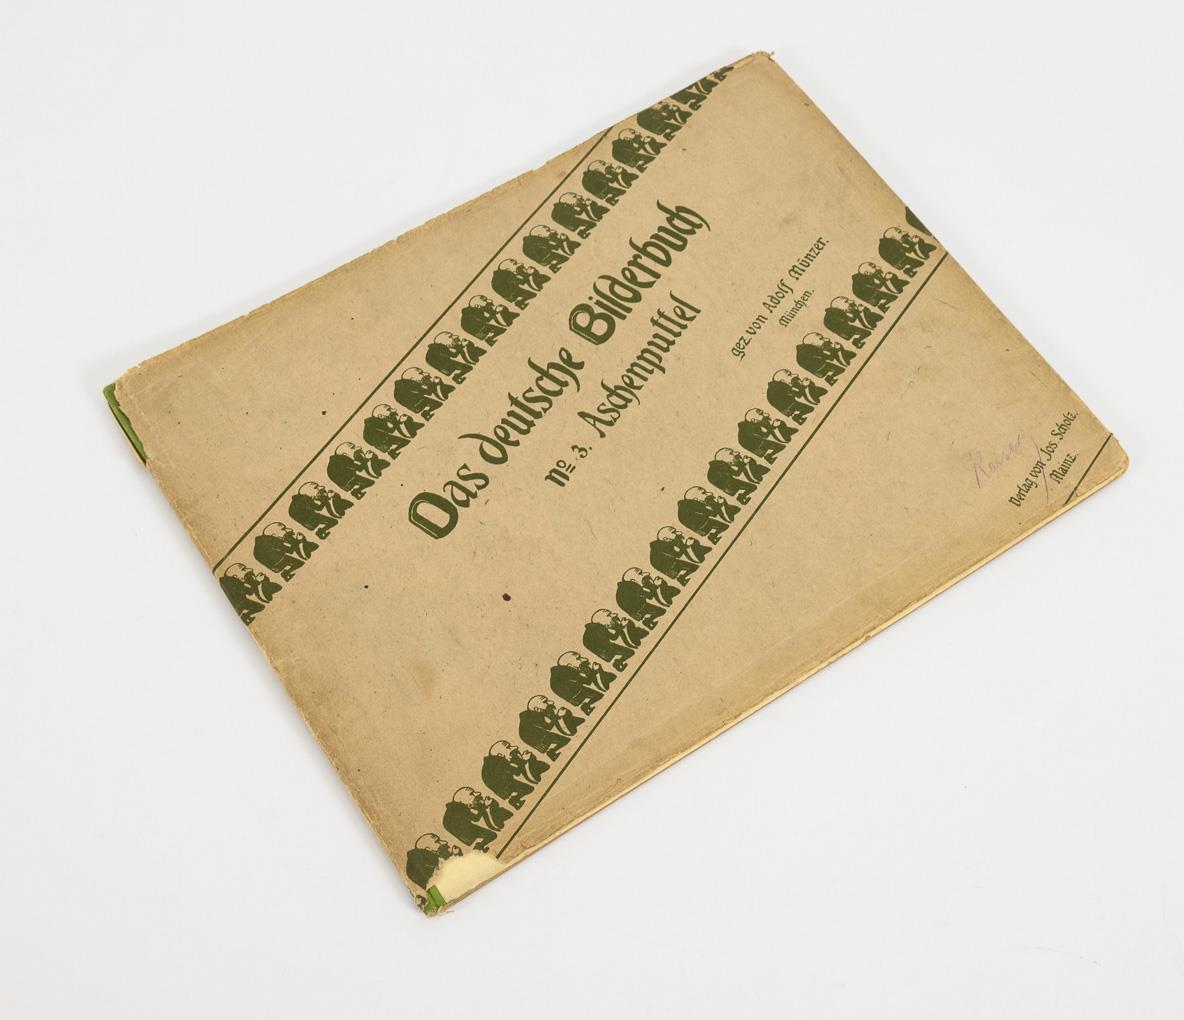 Das deutsche Bilderbuch
no 3. Aschenputtel
gez. von Adolf Münzer.
München.
Verlag von Jos. Scholz.
Mainz.